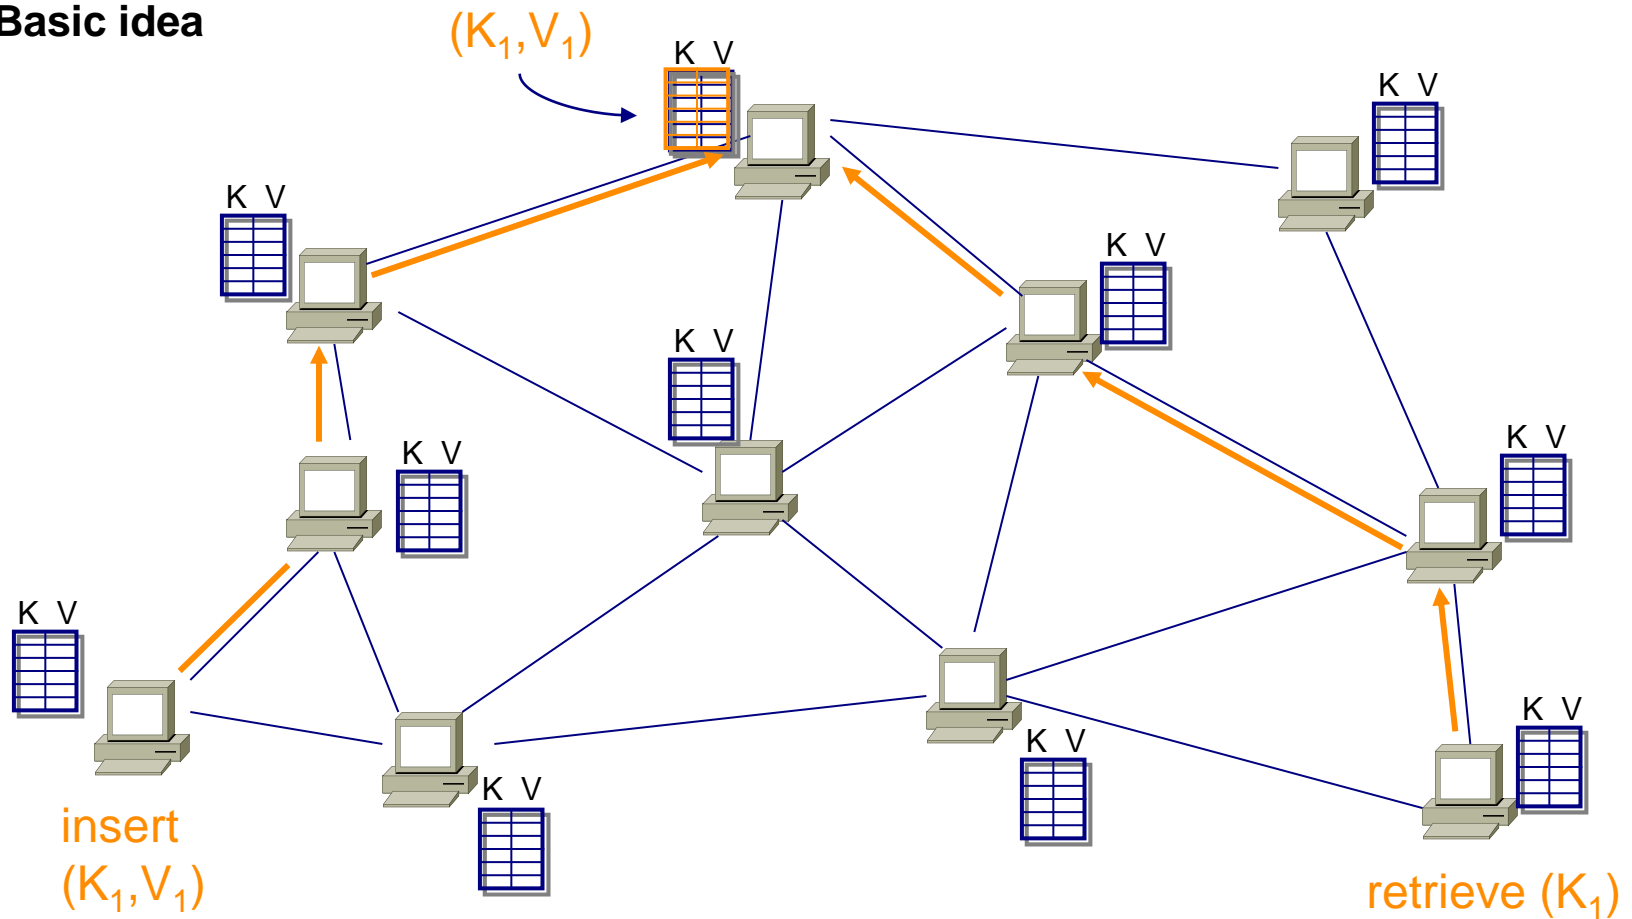 Basic idea
(K₁,V₁)
K V
K V
K V
K V
K V
K V
K V
K V
K V
K V
K V
insert
(K₁,V₁)
retrieve (K₁)